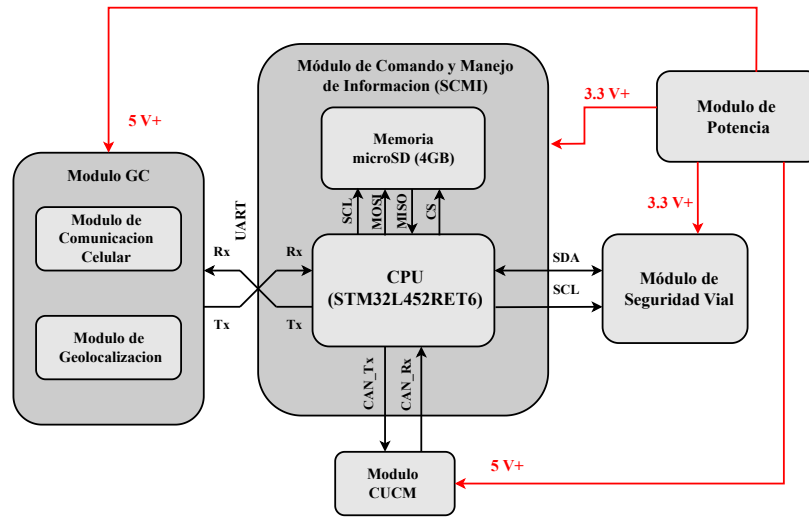 Módulo de Comando y Manejo
de Informacion (SCMI)
3.3 V+
Modulo de
Potencia
5 V+
Memoria
microSD (4GB)
Modulo GC
SCL
MOSI
MISO
CS
3.3 V+
Modulo de
Comunicacion
Celular
UART
Rx
Rx
CPU
(STM32L452RET6)
SDA
SCL
Módulo de
Seguridad Vial
Tx
Tx
Modulo de
Geolocalizacion
CAN_Tx
CAN_Rx
Modulo
CUCM
5 V+